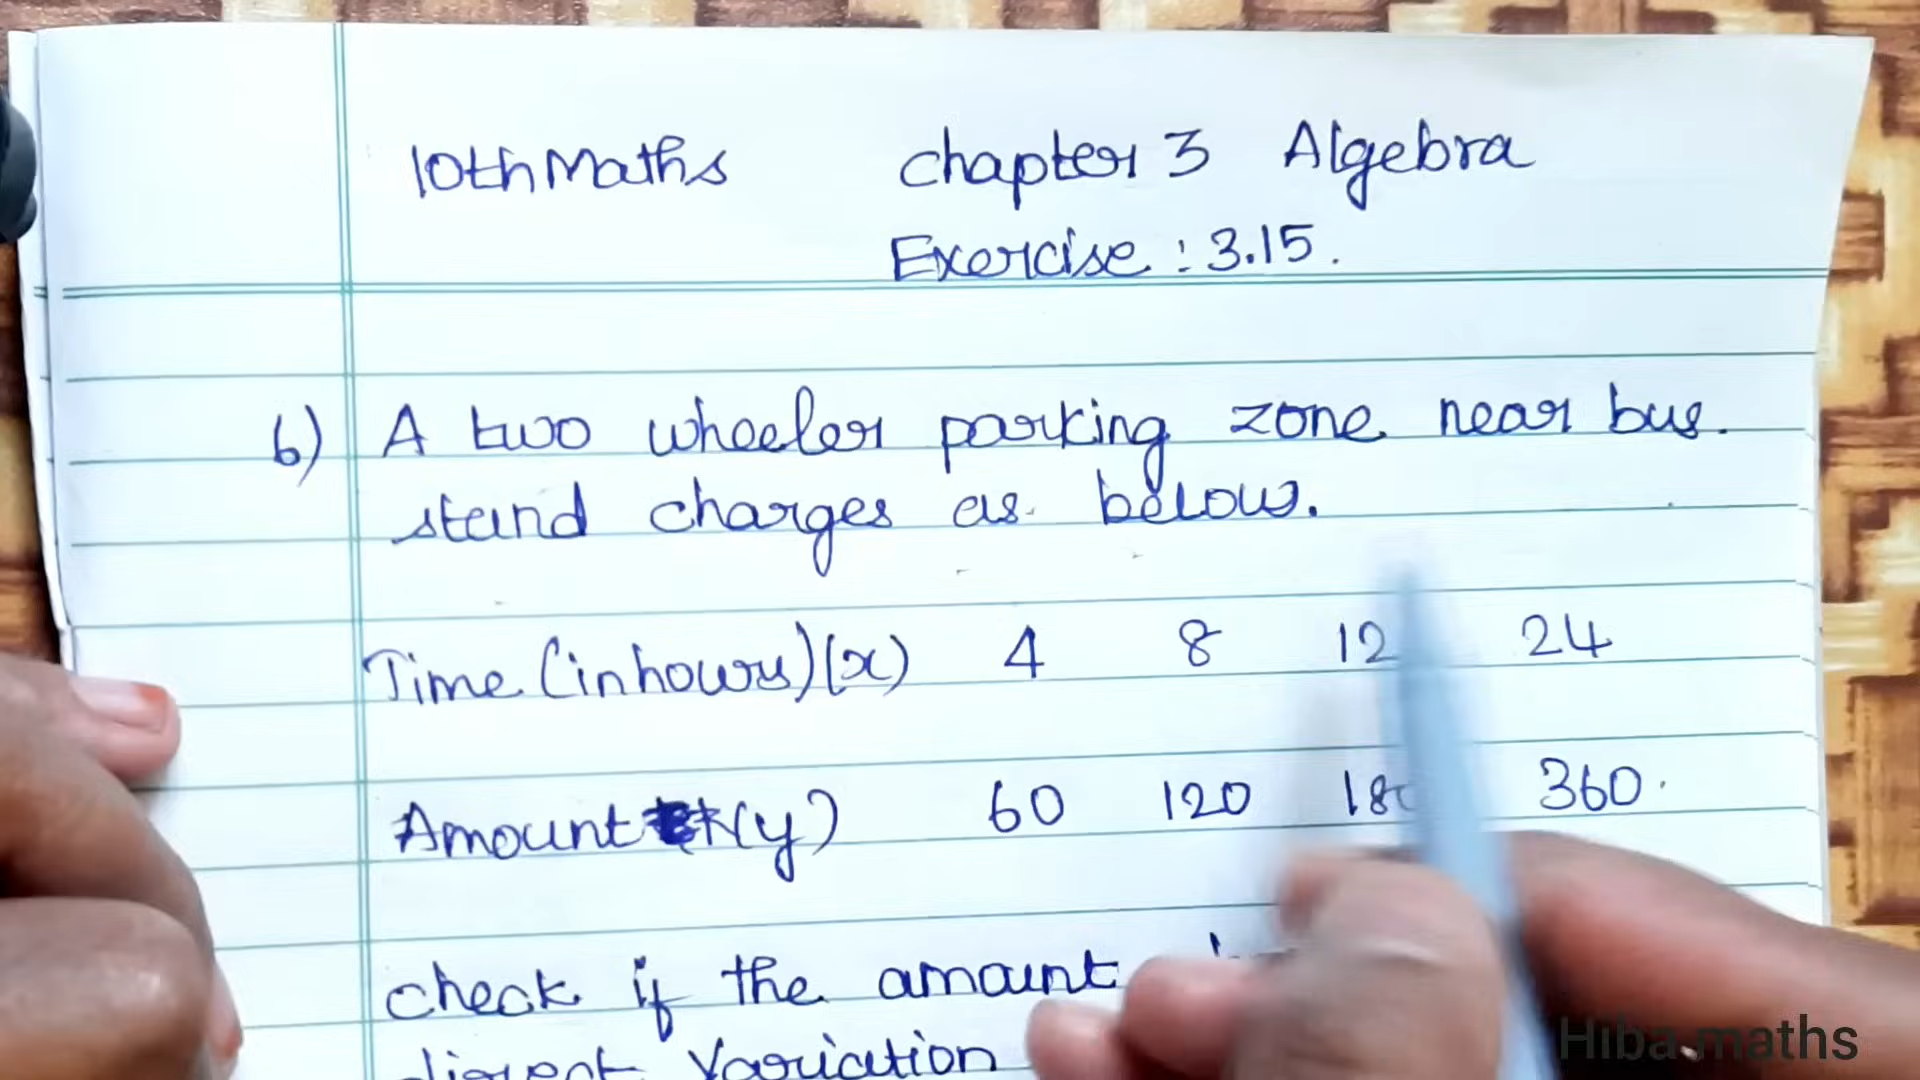 10th Maths chapter 3 Algebra
Exercise : 3.15.
6) A two wheeler parking zone near bus.
stand charges as below.
Time (in hours)(x) 4 8 12 24
Amount (y) 60 120 18 360.
check if the amount
Variation
Hiba maths